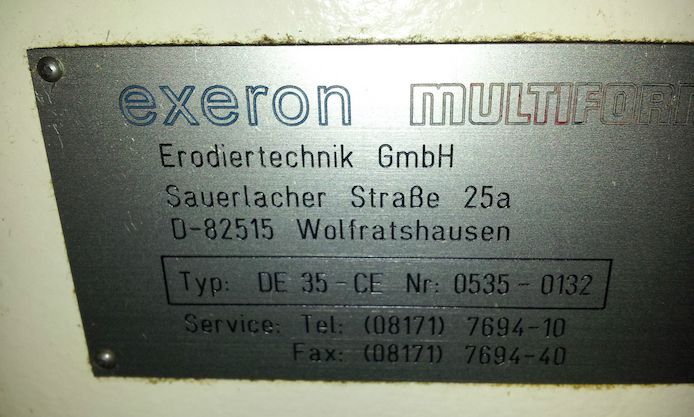 exeron MULTIFORM
Erodiertechnik GmbH
Sauerlacher Straße 25a
D-82515 Wolfratshausen
Typ: DE 35-CE Nr: 0535-0132
Service: Tel: (08171) 7694-10
Fax: (08171) 7694-40